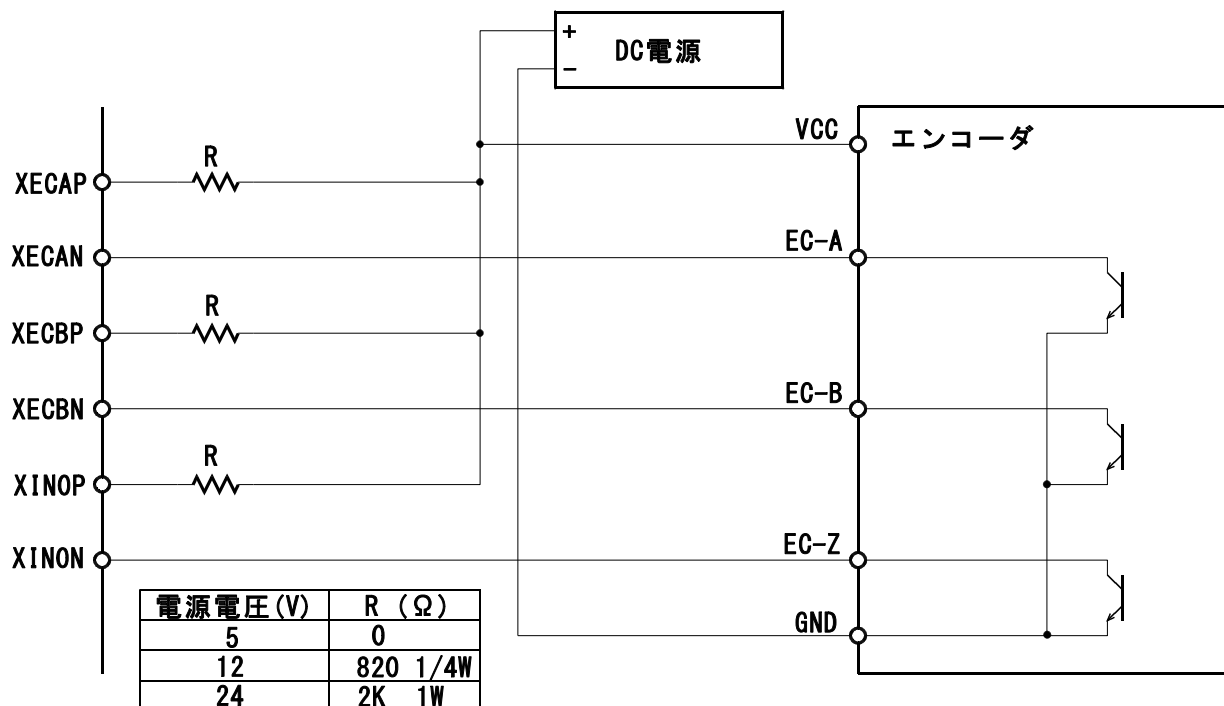 +
DC電源
−
VCC
エンコーダ
R
XECAP
EC-A
XECAN
R
XECBP
EC-B
XECBN
R
XINOP
EC-Z
XINON
電源電圧(V) R (Ω)
5 0
12 820 1/4W
24 2K 1W
GND